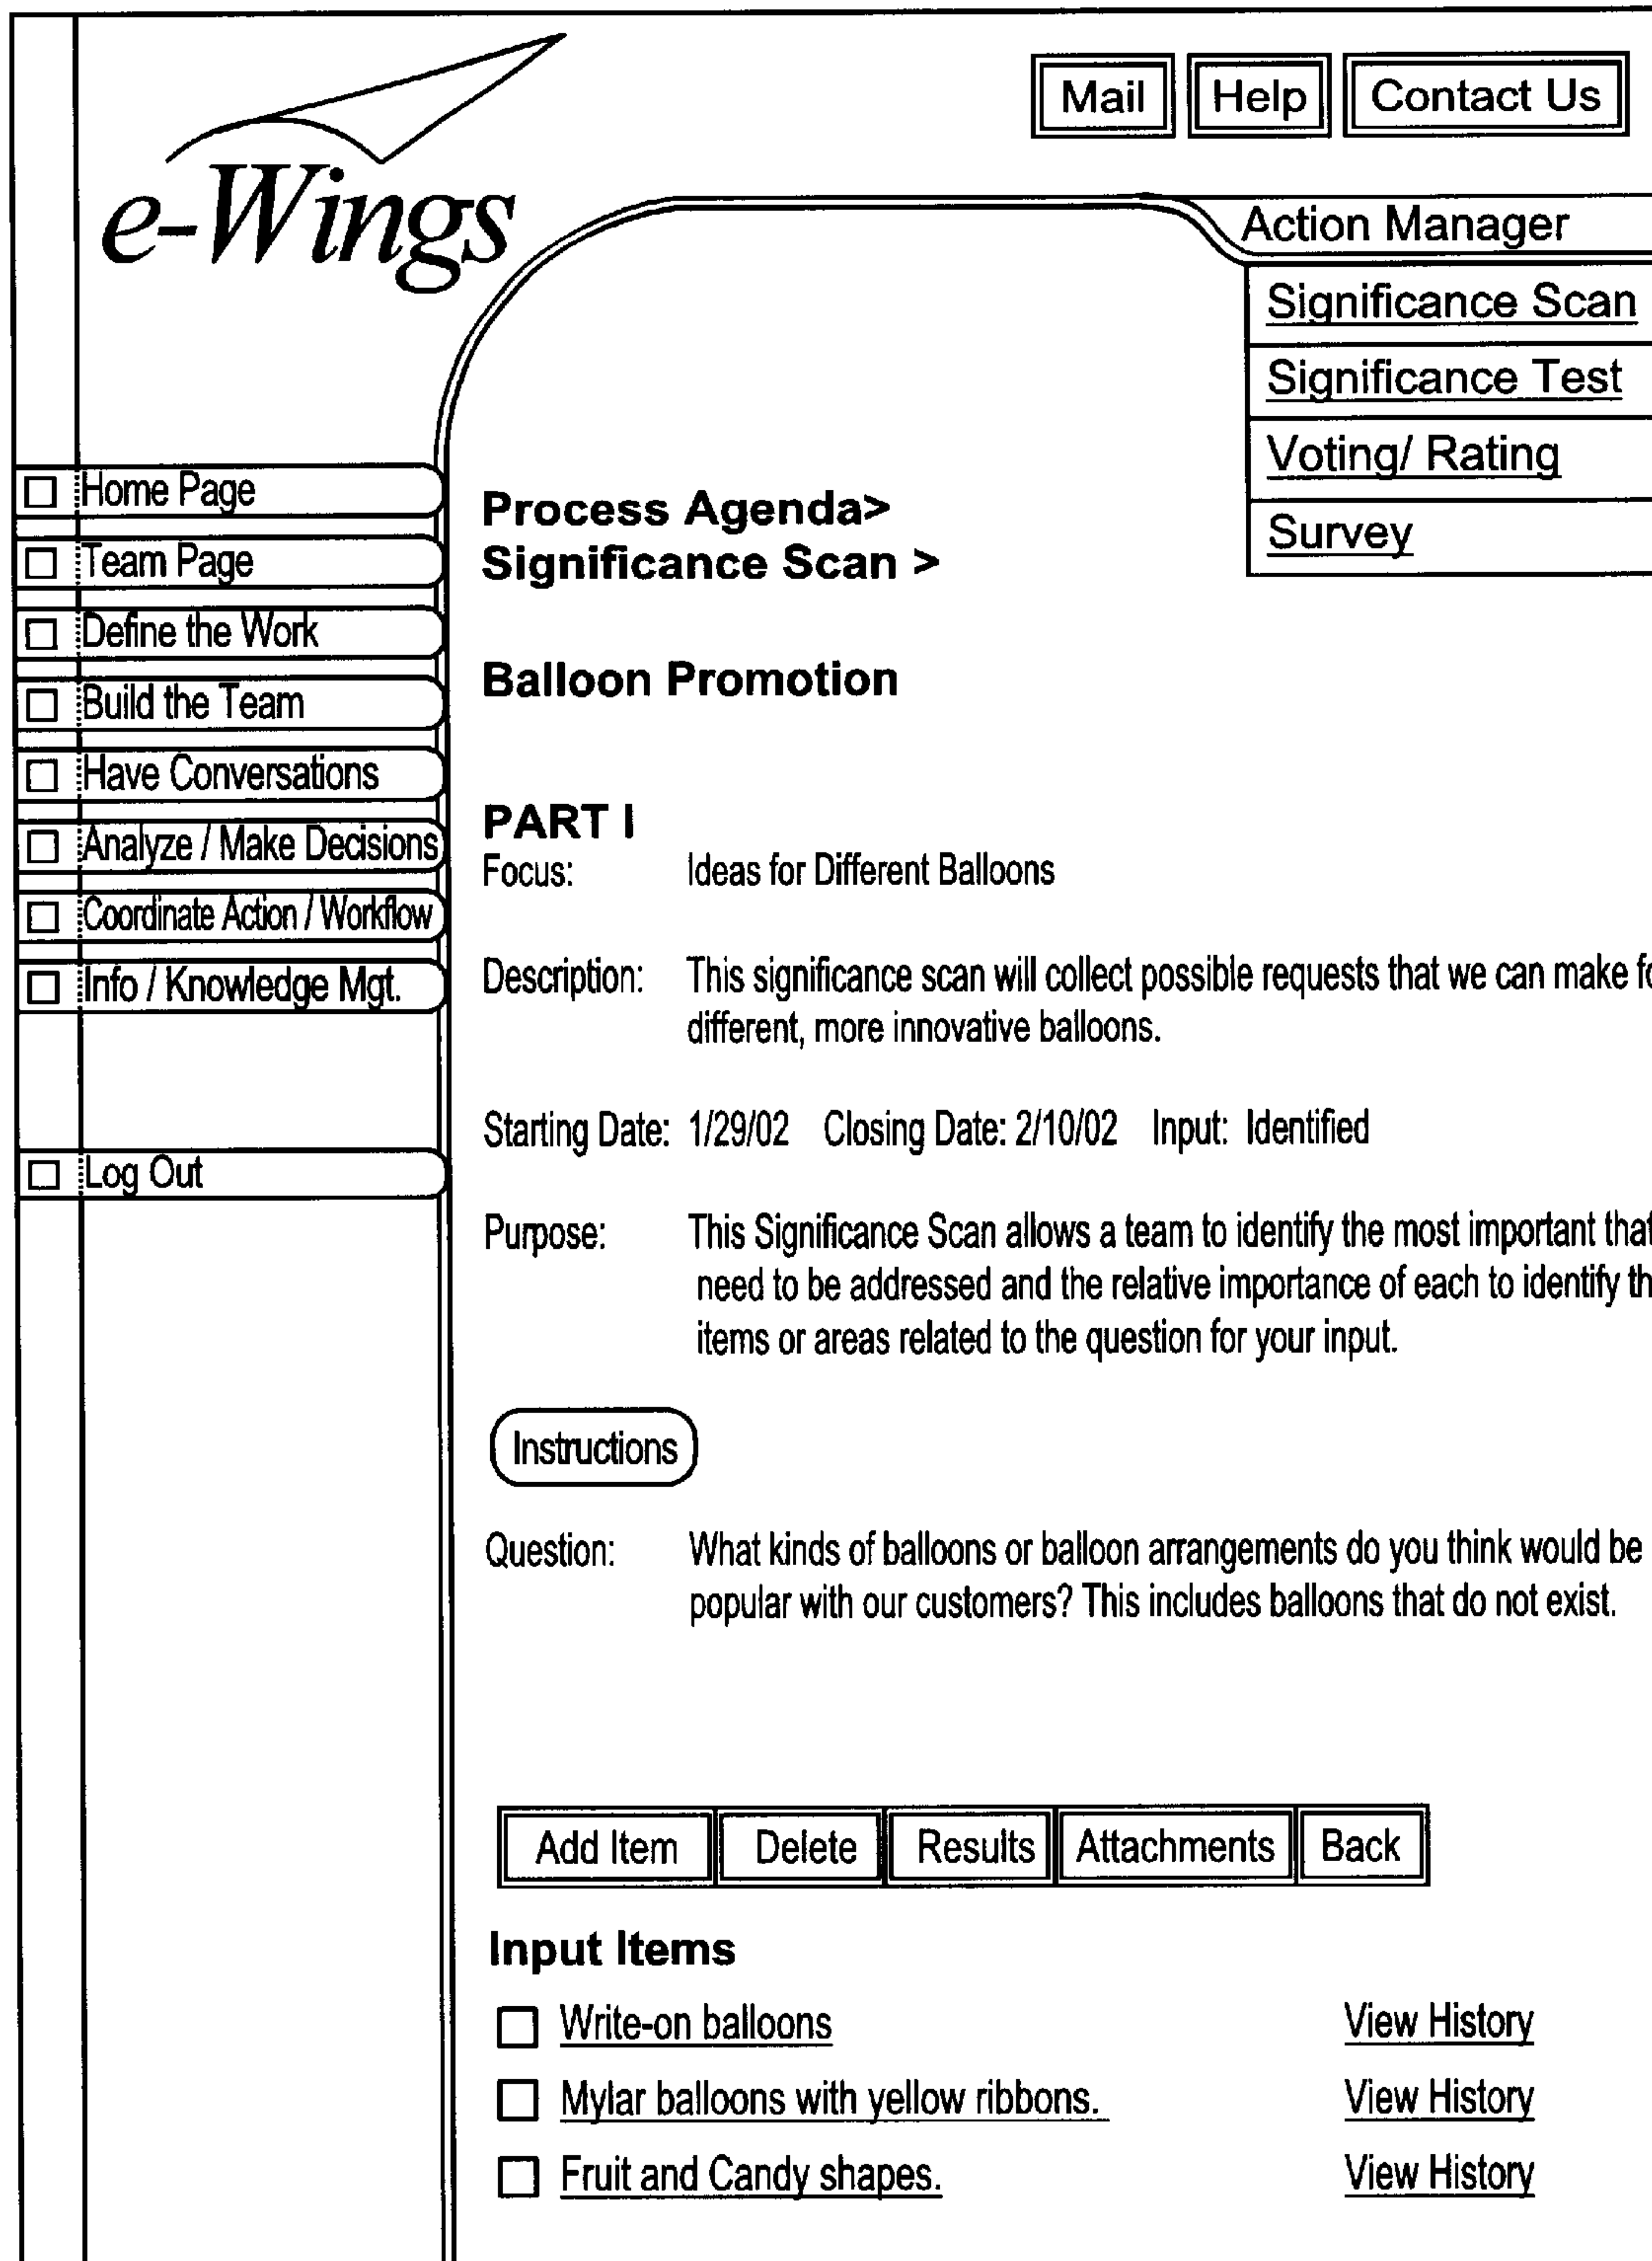 e-Wings
Mail Help Contact Us
Action Manager
Significance Scan
Significance Test
Voting/ Rating
Survey
Home Page
Team Page
Define the Work
Build the Team
Have Conversations
Analyze / Make Decisions
Coordinate Action / Workflow
Info / Knowledge Mgt.
Log Out
Process Agenda>
Significance Scan >
Balloon Promotion
PART I
Focus: Ideas for Different Balloons
Description: This significance scan will collect possible requests that we can make
different, more innovative balloons.
Starting Date: 1/29/02 Closing Date: 2/10/02 Input: Identified
Purpose: This Significance Scan allows a team to identify the most important that
need to be addressed and the relative importance of each to identify
items or areas related to the question for your input.
Instructions
Question: What kinds of balloons or balloon arrangements do you think would be
popular with our customers? This includes balloons that do not exist.
Add Item Delete Results Attachments Back
Input Items
Write-on balloons View History
Mylar balloons with yellow ribbons. View History
Fruit and Candy shapes. View History